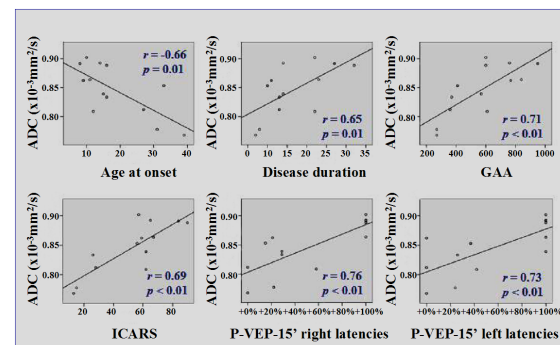 ADC (x10-3mm2/s)
0.90
0.85
0.80
r = -0.66
p = 0.01
10 20 30 40
Age at onset
ADC (x10-3mm2/s)
0.90
0.85
0.80
r = 0.65
p = 0.01
0 5 10 15 20 25 30 35
Disease duration
ADC (x10-3mm2/s)
0.90
0.85
0.80
r = 0.71
p < 0.01
200 400 600 800 1000
GAA
ADC (x10-3mm2/s)
0.90
0.85
0.80
r = 0.69
p < 0.01
20 40 60 80
ICARS
ADC (x10-3mm2/s)
0.90
0.85
0.80
r = 0.76
p < 0.01
+0% +20% +40% +60% +80% +100%
P-VEP-15' right latencies
ADC (x10-3mm2/s)
0.90
0.85
0.80
r = 0.73
p < 0.01
+0% +20% +40% +60% +80% +100%
P-VEP-15' left latencies